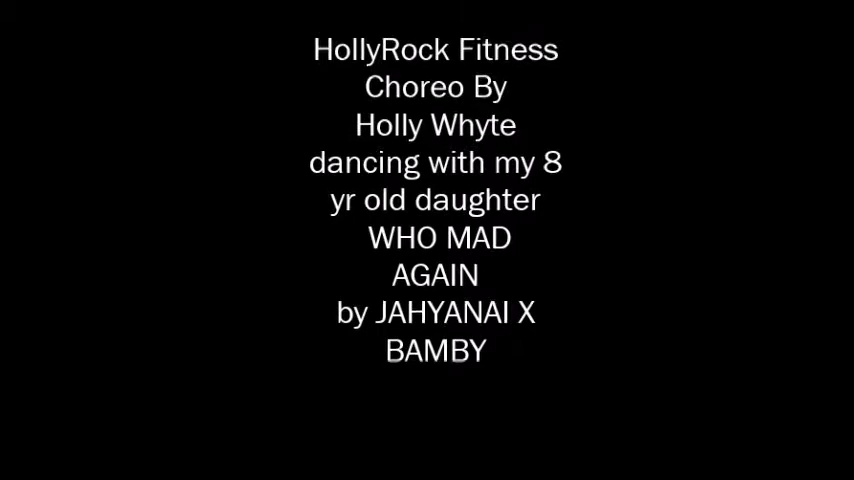 HollyRock Fitness
Choreo By
Holly Whyte
dancing with my 8
yr old daughter
WHO MAD
AGAIN
by JAHYANAI X
BAMBY